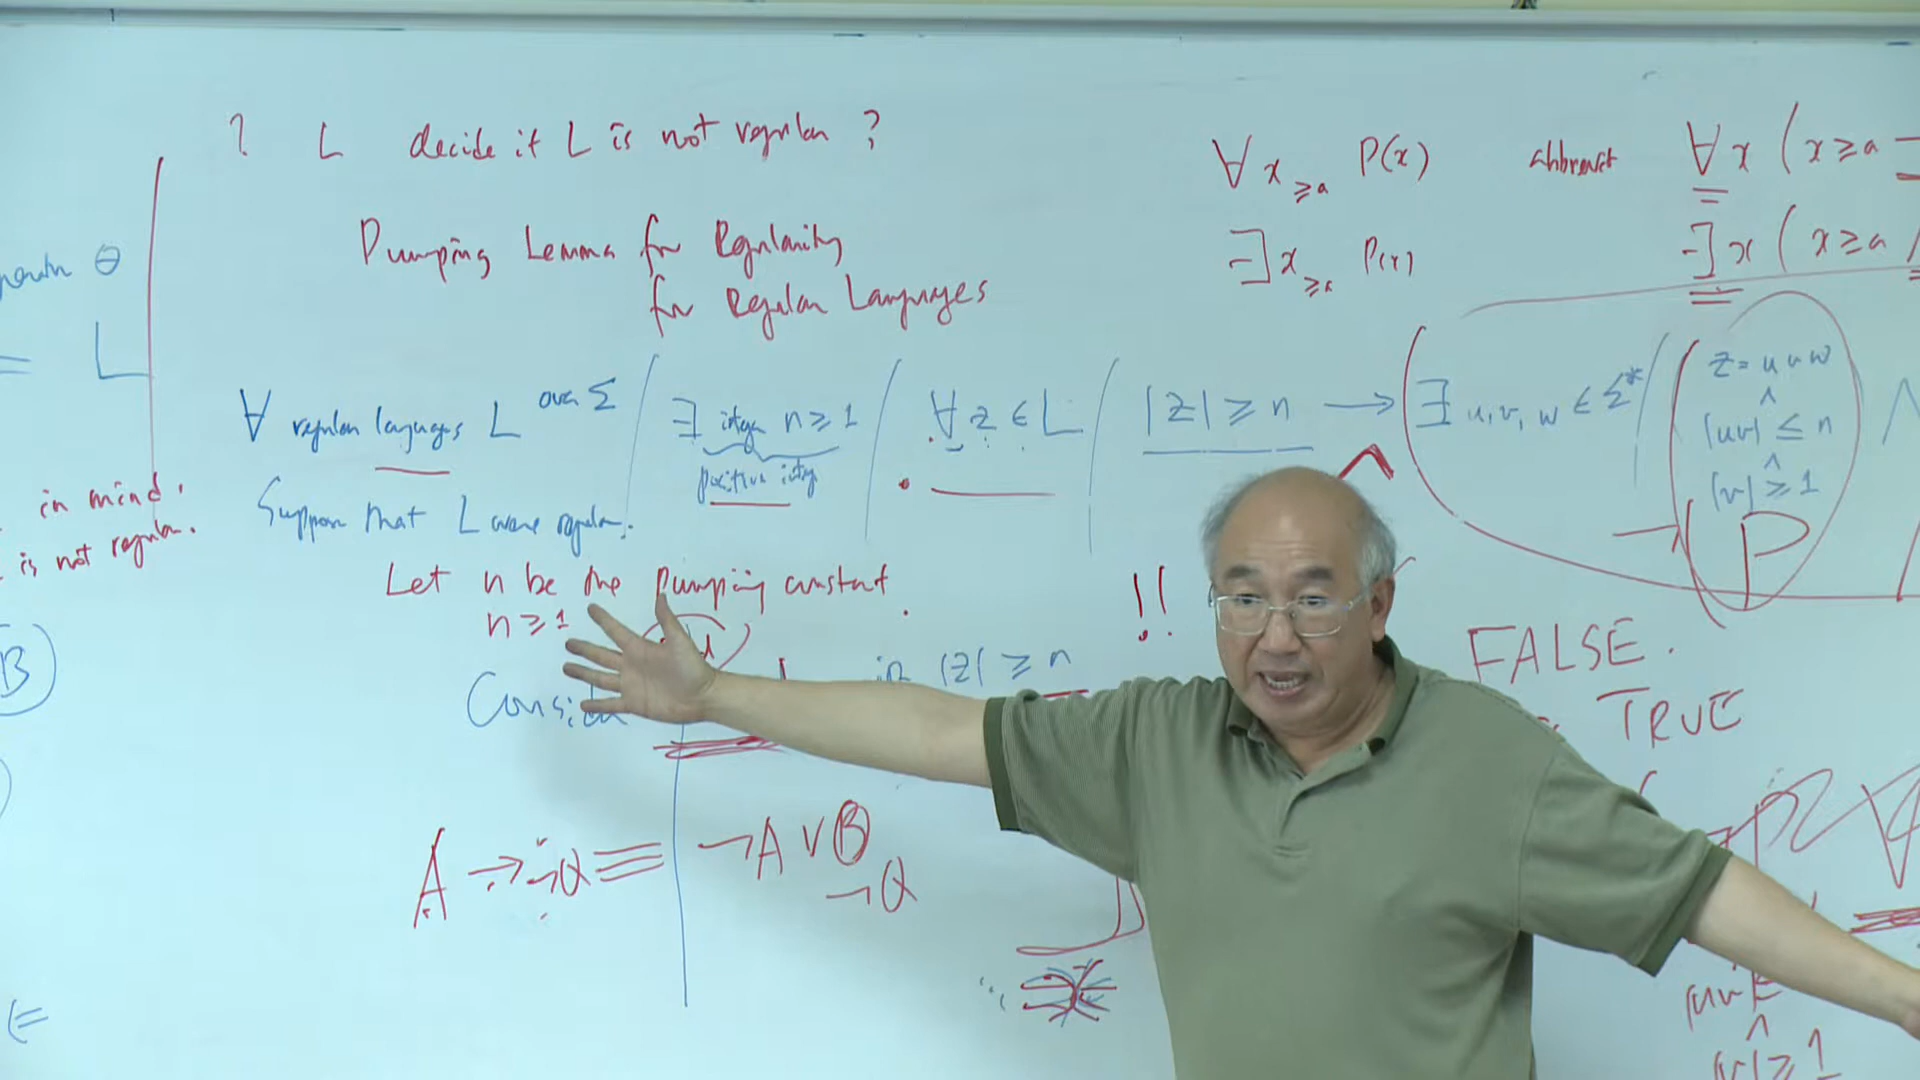 ? L decide if L is not regular ?
Pumping Lemma for Regularity
for Regular Languages
∀x ≥a P(x) abbreviate ∀x (x≥a
∃x ≥a P(x) ∃x (x≥a
θ
= L
∀ regular languages L over Σ ∃ integer n≥1 ∀z∈L |z|≥n → ∃ u,v,w ∈ Σ*
positive integer
z = uvw
∧
|uv| ≤ n
∧
|v| ≥ 1
¬ P
in mind.
is not regular.
Suppose that L were regular.
Let n be the pumping constant.
n≥1
!!
|z| ≥ n
Consider
FALSE.
TRUE
B
A → ¬Q ≡ ¬A ∨ B
¬Q
∀
|uv|
∧
|v|≥1